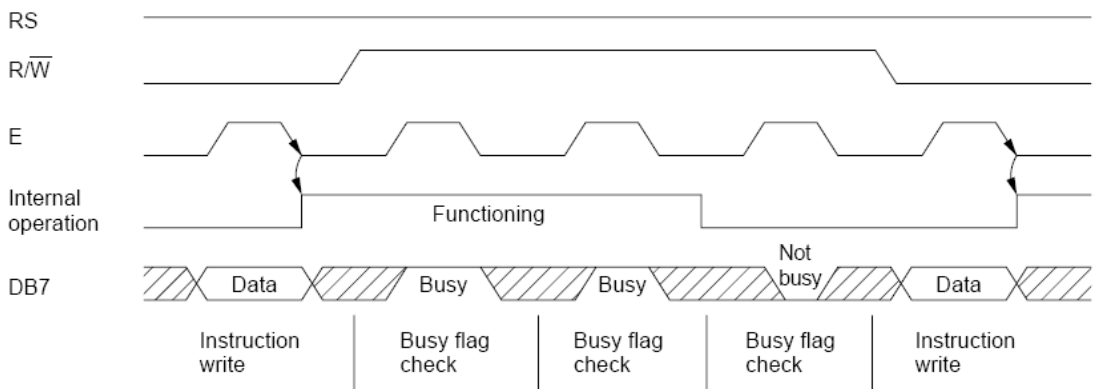 RS
R/W̅
E
Internal
operation
Functioning
DB7
Data
Busy
Busy
Not
busy
Data
Instruction
write
Busy flag
check
Busy flag
check
Busy flag
check
Instruction
write